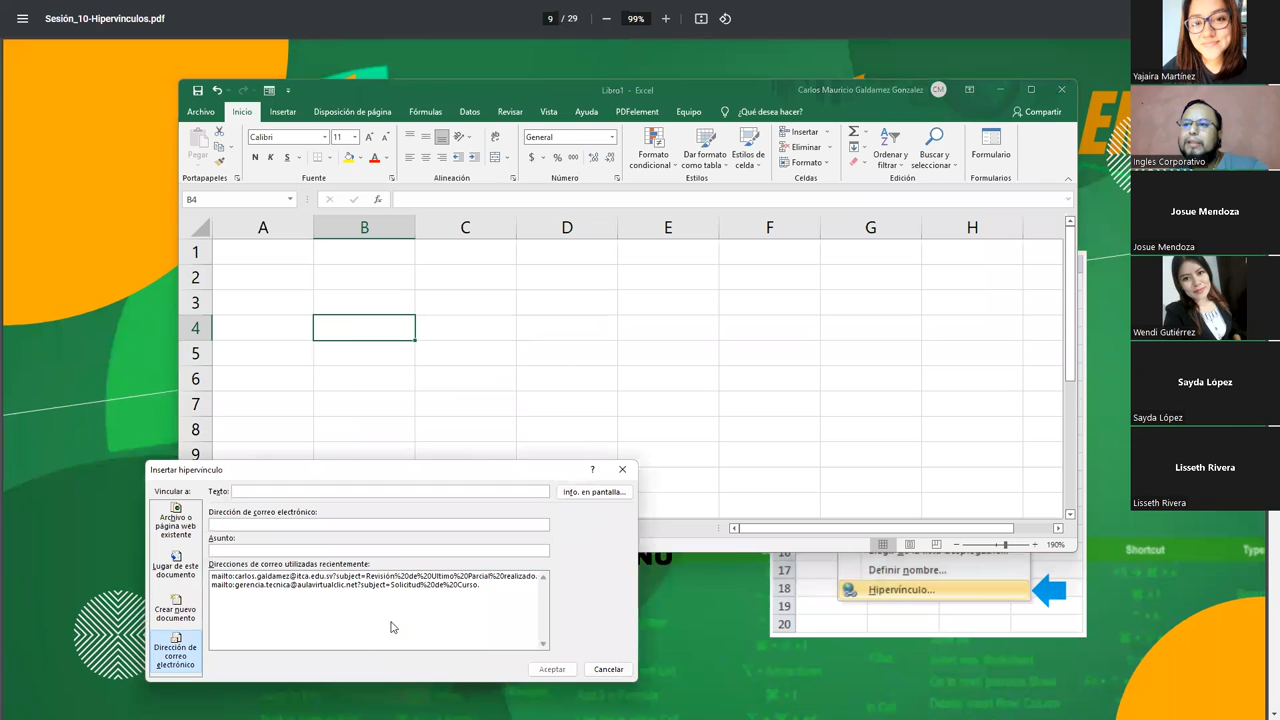 Sesión_10-Hipervinculos.pdf
9 / 29
99%
Libro1 - Excel
Carlos Mauricio Galdamez Gonzalez
CM
Archivo Inicio Insertar Disposición de página Fórmulas Datos Revisar Vista Ayuda PDFelement Equipo ¿Qué desea hacer? Compartir
Pegar
Calibri 11
General
N K S
$ % 000
Formato condicional
Dar formato como tabla
Estilos de celda
Insertar
Eliminar
Formato
Ordenar y filtrar
Buscar y seleccionar
Formulario
Portapapeles Fuente Alineación Número Estilos Celdas Edición Formularios
B4
fx
A B C D E F G H
1
2
3
4
5
6
7
8
9
190%
Insertar hipervínculo
?
Vincular a:
Texto:
Info. en pantalla...
Archivo o página web existente
Lugar de este documento
Crear nuevo documento
Dirección de correo electrónico
Dirección de correo electrónico:
Asunto:
Direcciones de correo utilizadas recientemente:
mailto:carlos.galdamez@itca.edu.sv?subject=Revisión%20de%20Ultimo%20Parcial%20realizado.
mailto:gerencia.tecnica@aulavirtualslc.net?subject=Solicitud%20de%20Curso.
Aceptar
Cancelar
NU
16
17
18
19
20
Definir nombre...
Hipervínculo...
Shortcut
Type
Yajaira Martínez
Ingles Corporativo
Josue Mendoza
Josue Mendoza
Wendi Gutiérrez
Sayda López
Sayda López
Lisseth Rivera
Lisseth Rivera